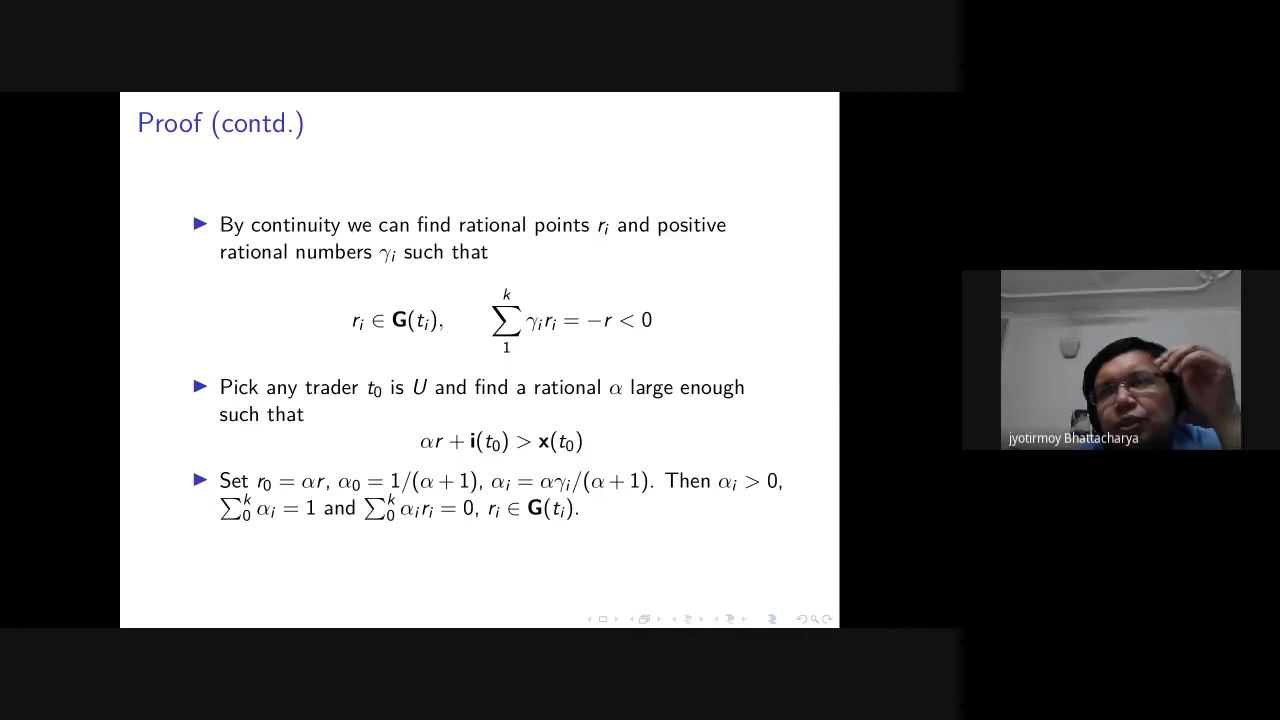 Proof (contd.)
▶ By continuity we can find rational points r_i and positive
rational numbers γ_i such that
r_i ∈ G(t_i), ∑_1^k γ_i r_i = −r < 0
▶ Pick any trader t_0 is U and find a rational α large enough
such that
αr + i(t_0) > x(t_0)
▶ Set r_0 = αr, α_0 = 1/(α + 1), α_i = αγ_i/(α + 1). Then α_i > 0,
∑_0^k α_i = 1 and ∑_0^k α_i r_i = 0, r_i ∈ G(t_i).
jyotirmoy Bhattacharya